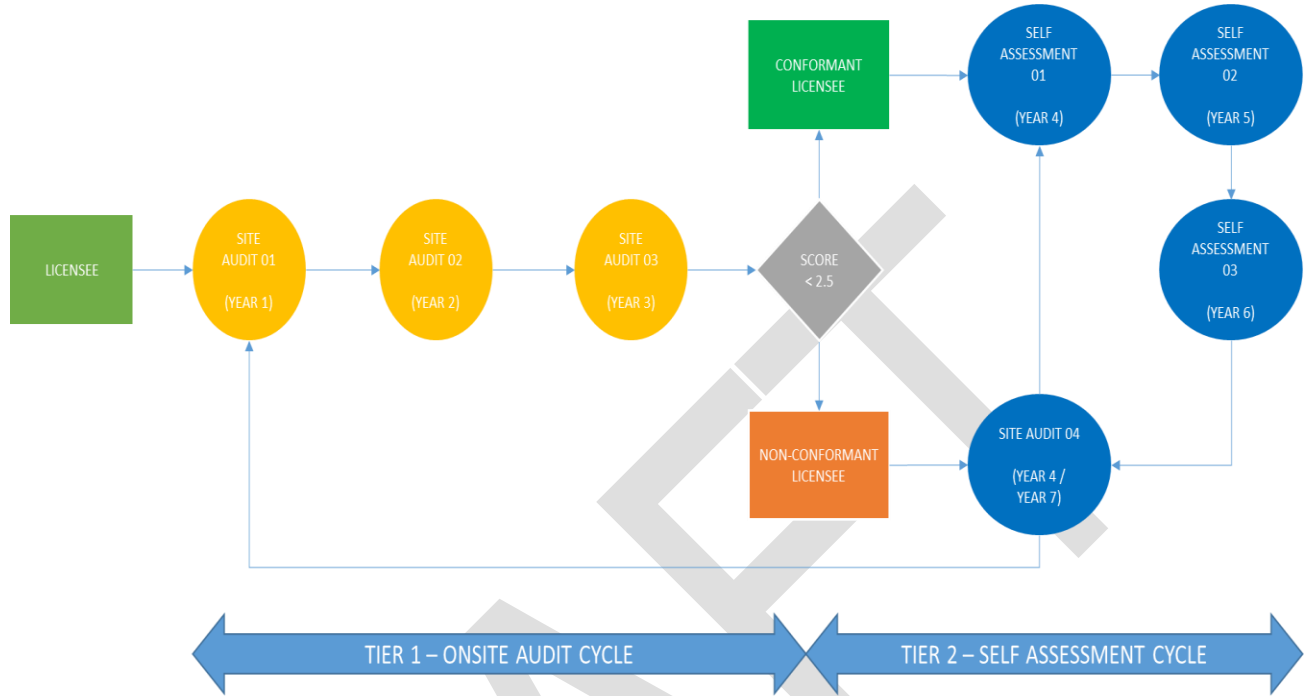 LICENSEE
SITE
AUDIT 01
(YEAR 1)
SITE
AUDIT 02
(YEAR 2)
SITE
AUDIT 03
(YEAR 3)
SCORE
< 2.5
CONFORMANT
LICENSEE
NON-CONFORMANT
LICENSEE
SELF
ASSESSMENT
01
(YEAR 4)
SELF
ASSESSMENT
02
(YEAR 5)
SELF
ASSESSMENT
03
(YEAR 6)
SITE AUDIT 04
(YEAR 4 /
YEAR 7)
TIER 1 – ONSITE AUDIT CYCLE
TIER 2 – SELF ASSESSMENT CYCLE